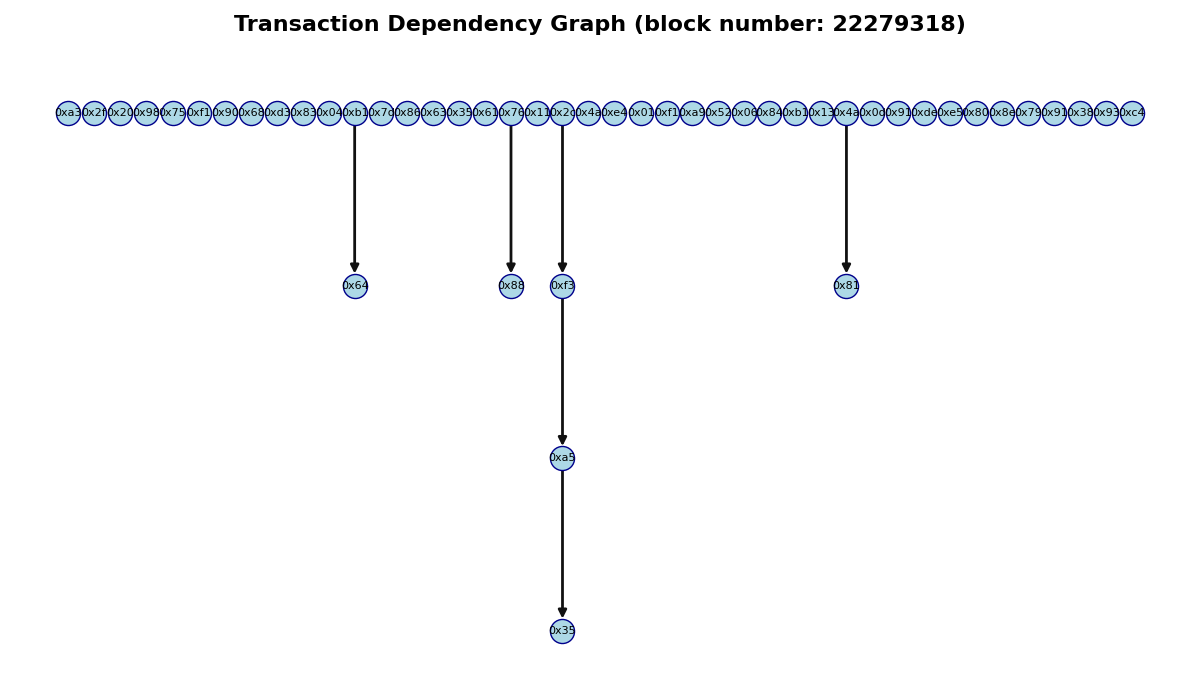 Transaction Dependency Graph (block number: 22279318)
0xa3 0x2f 0x20 0x98 0x75 0xf1 0x90 0x68 0xd3 0x83 0x04 0xb1 0x7d 0x86 0x63 0x35 0x61 0x76 0x11 0x2c 0x4a 0xe4 0x01 0xf1 0xa9 0x52 0x06 0x84 0xb1 0x13 0x4a 0x0d 0x91 0xde 0xe5 0x80 0x8e 0x79 0x91 0x38 0x93 0xc4
0x64 0x88 0xf3 0x81
0xa5
0x35